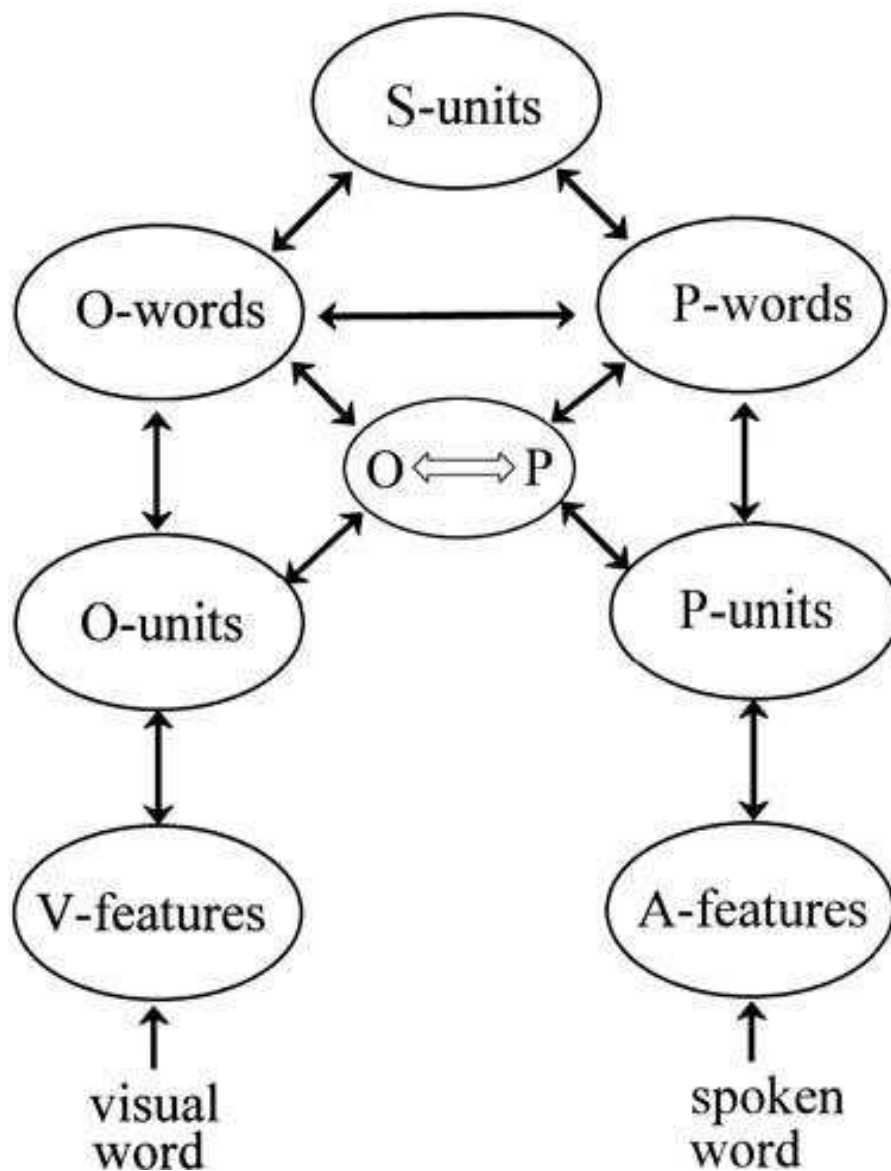 S-units
O-words
P-words
O P
O-units
P-units
V-features
A-features
visual
word
spoken
word